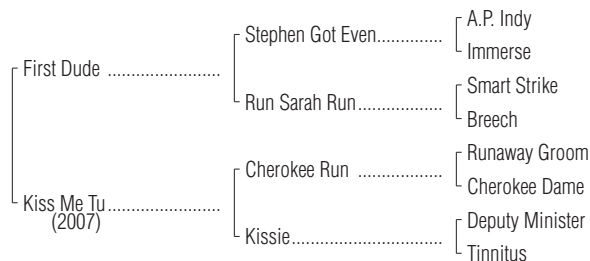 A.P. Indy
Stephen Got Even..............
Immerse
First Dude ........................
Smart Strike
Run Sarah Run..................
Breech
Runaway Groom
Cherokee Run ..................
Cherokee Dame
Kiss Me Tu........................
(2007)
Deputy Minister
Kissie................................
Tinnitus